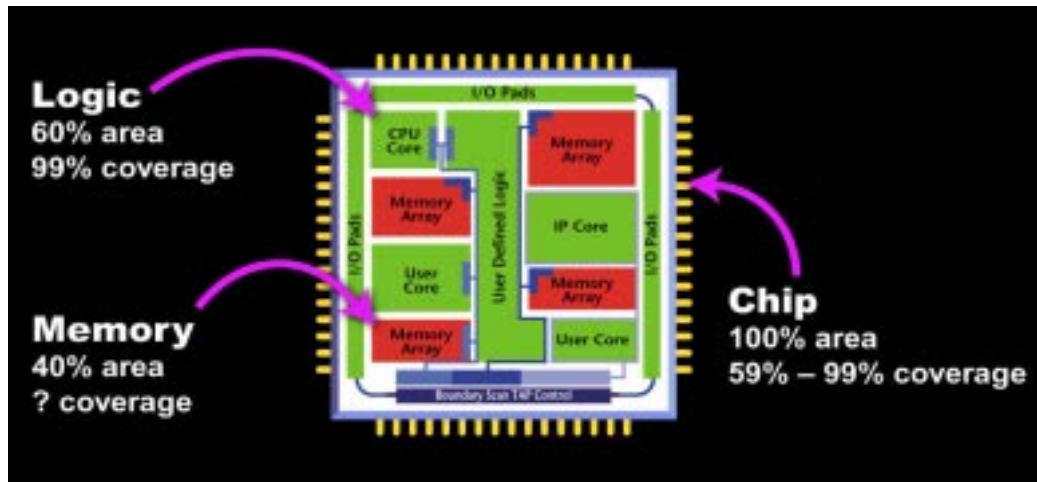 Logic
60% area
99% coverage
Memory
40% area
? coverage
I/O Pads
I/O Pads
CPU
Core
Memory
Array
User
Core
Memory
Array
User Defined Logic
Memory
Array
IP Core
Memory
Array
User Core
I/O Pads
Boundary Scan TAP Control
Chip
100% area
59% – 99% coverage